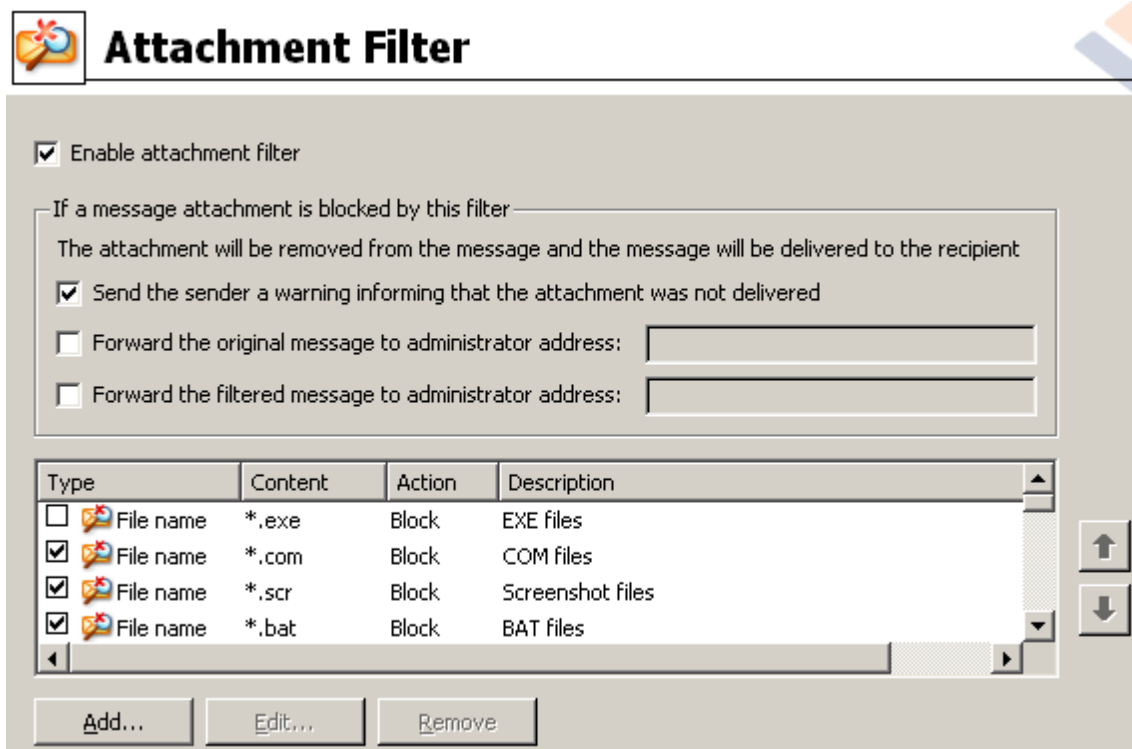 Attachment Filter
Enable attachment filter
If a message attachment is blocked by this filter
The attachment will be removed from the message and the message will be delivered to the recipient
Send the sender a warning informing that the attachment was not delivered
Forward the original message to administrator address:
Forward the filtered message to administrator address:
Type Content Action Description
File name *.exe Block EXE files
File name *.com Block COM files
File name *.scr Block Screenshot files
File name *.bat Block BAT files
Add... Edit... Remove